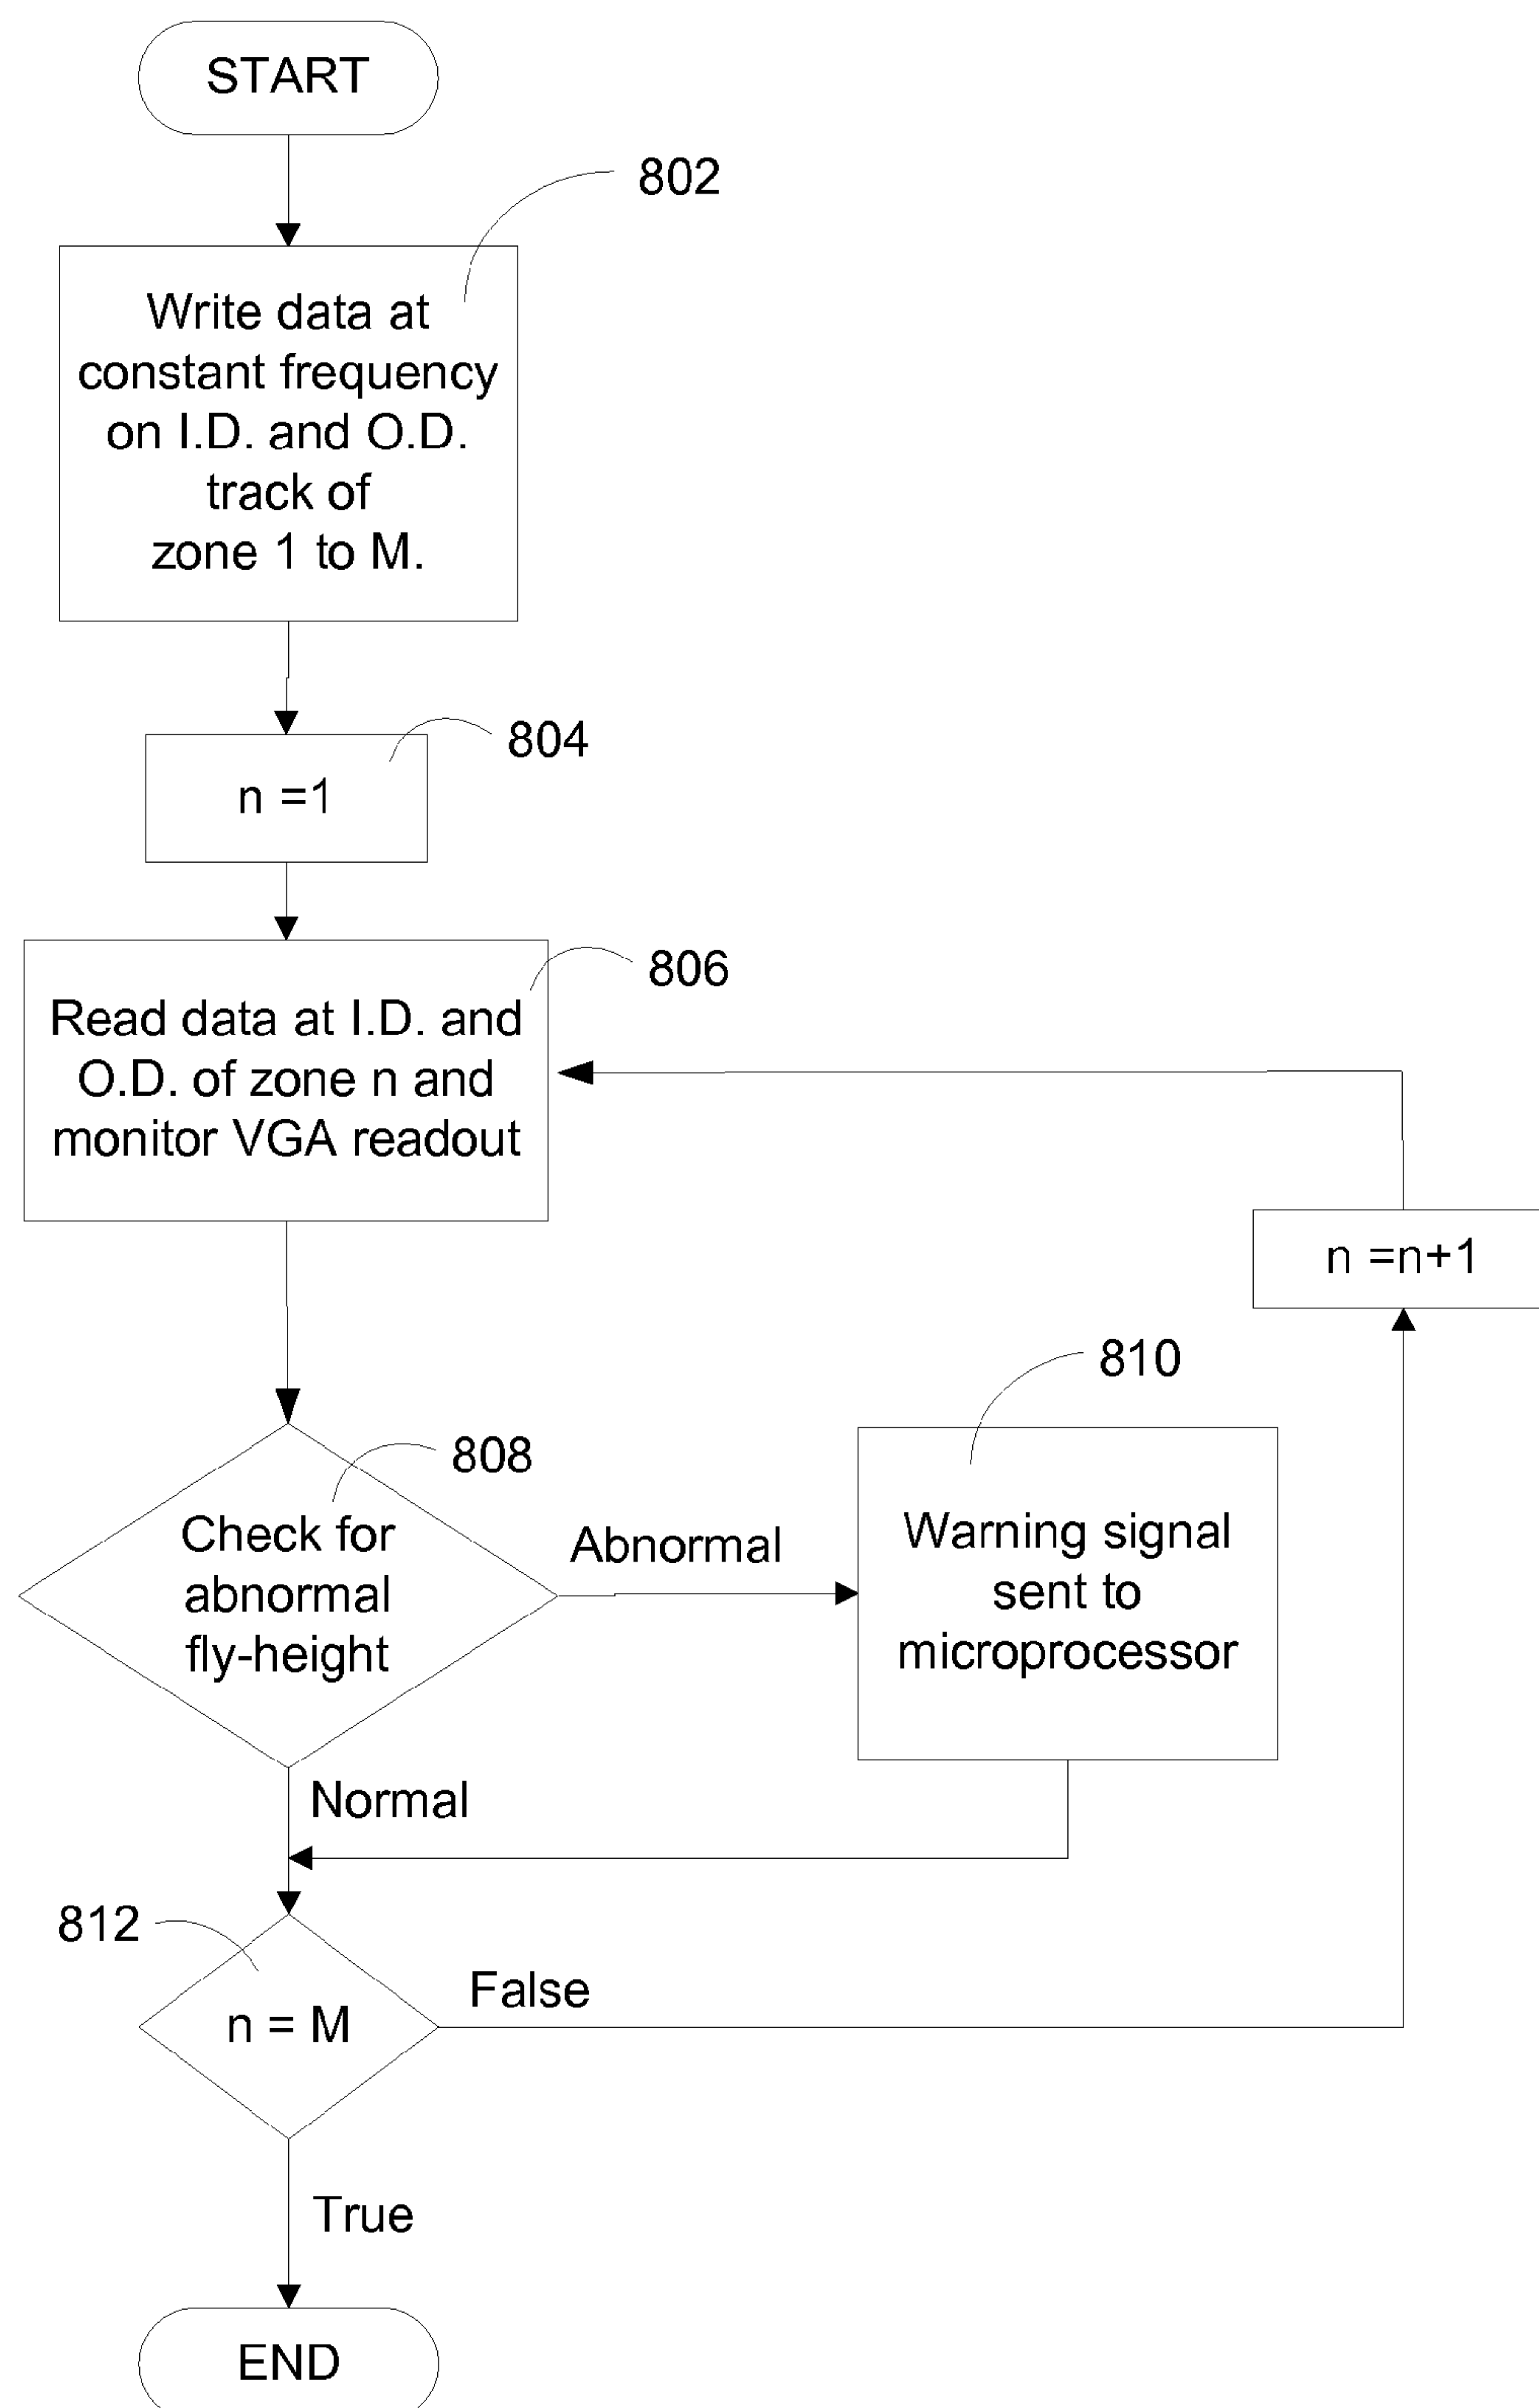 START
802
Write data at
constant frequency
on I.D. and O.D.
track of
zone 1 to M.
804
n =1
806
Read data at I.D. and
O.D. of zone n and
monitor VGA readout
n =n+1
810
808
Check for
abnormal
fly-height
Abnormal
Warning signal
sent to
microprocessor
Normal
812
n = M
False
True
END